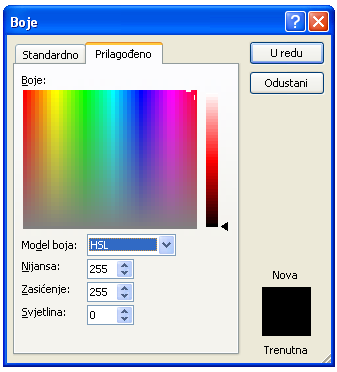 Boje
Standardno
Prilagođeno
U redu
Odustani
Boje:
Model boja: HSL
Nijansa: 255
Zasićenje: 255
Svjetlina: 0
Nova
Trenutna